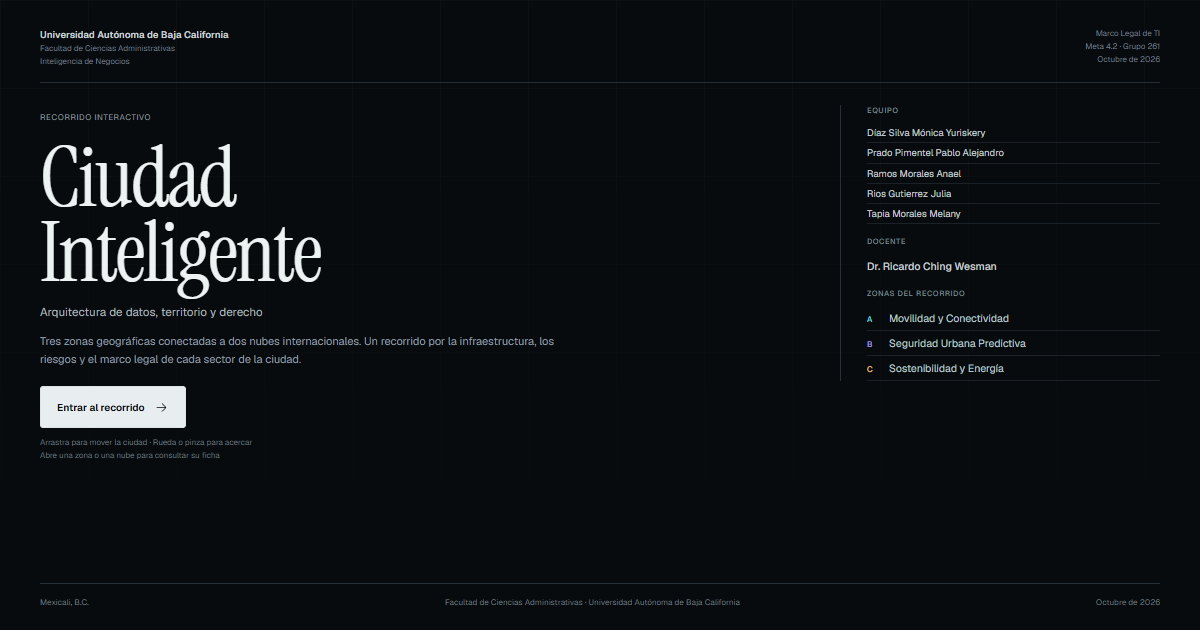 Universidad Autónoma de Baja California
Facultad de Ciencias Administrativas
Inteligencia de Negocios
Marco Legal de TI
Meta 4.2 · Grupo 261
Octubre de 2026
RECORRIDO INTERACTIVO
Ciudad
Inteligente
Arquitectura de datos, territorio y derecho
Tres zonas geográficas conectadas a dos nubes internacionales. Un recorrido por la infraestructura, los
riesgos y el marco legal de cada sector de la ciudad.
Entrar al recorrido →
Arrastra para mover la ciudad · Rueda o pinza para acercar
Abre una zona o una nube para consultar su ficha
EQUIPO
Díaz Silva Mónica Yuriskery
Prado Pimentel Pablo Alejandro
Ramos Morales Anael
Rios Gutierrez Julia
Tapia Morales Melany
DOCENTE
Dr. Ricardo Ching Wesman
ZONAS DEL RECORRIDO
A Movilidad y Conectividad
B Seguridad Urbana Predictiva
C Sostenibilidad y Energía
Mexicali, B.C.
Facultad de Ciencias Administrativas · Universidad Autónoma de Baja California
Octubre de 2026